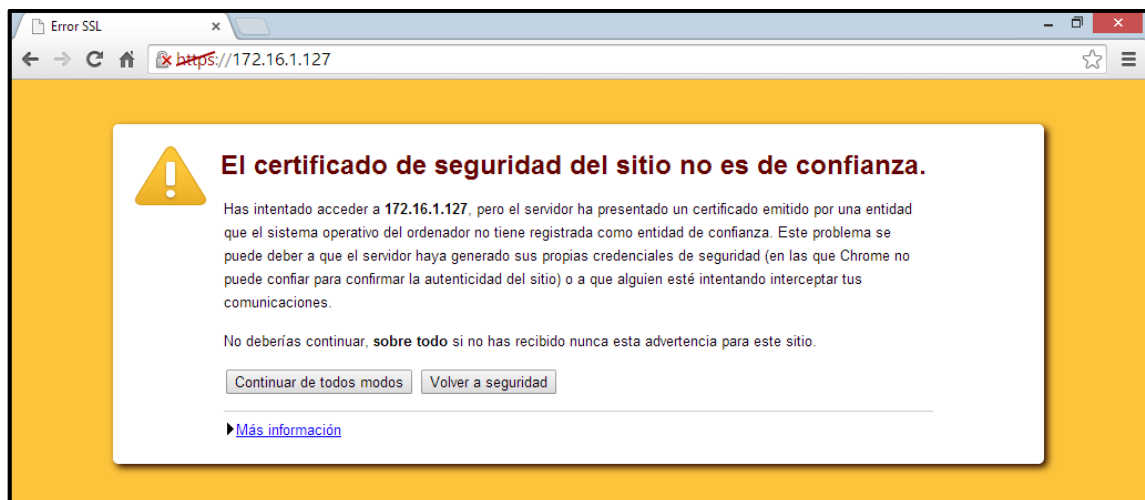 Error SSL
https://172.16.1.127
El certificado de seguridad del sitio no es de confianza.
Has intentado acceder a 172.16.1.127, pero el servidor ha presentado un certificado emitido por una entidad
que el sistema operativo del ordenador no tiene registrada como entidad de confianza. Este problema se
puede deber a que el servidor haya generado sus propias credenciales de seguridad (en las que Chrome no
puede confiar para confirmar la autenticidad del sitio) o a que alguien esté intentando interceptar tus
comunicaciones.
No deberías continuar, sobre todo si no has recibido nunca esta advertencia para este sitio.
Continuar de todos modos Volver a seguridad
Más información